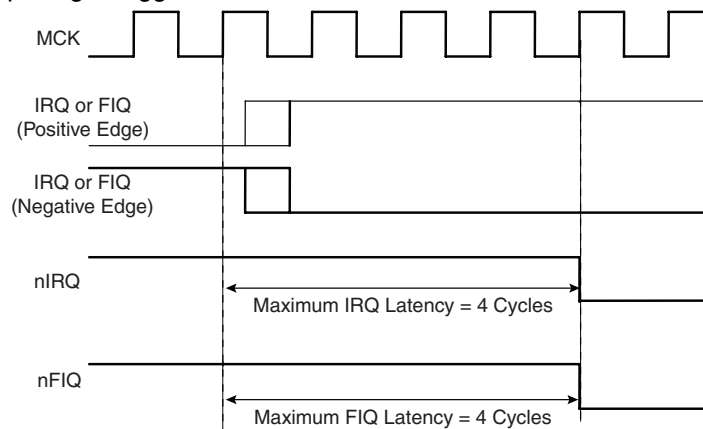 MCK
IRQ or FIQ
(Positive Edge)
IRQ or FIQ
(Negative Edge)
nIRQ
Maximum IRQ Latency = 4 Cycles
nFIQ
Maximum FIQ Latency = 4 Cycles